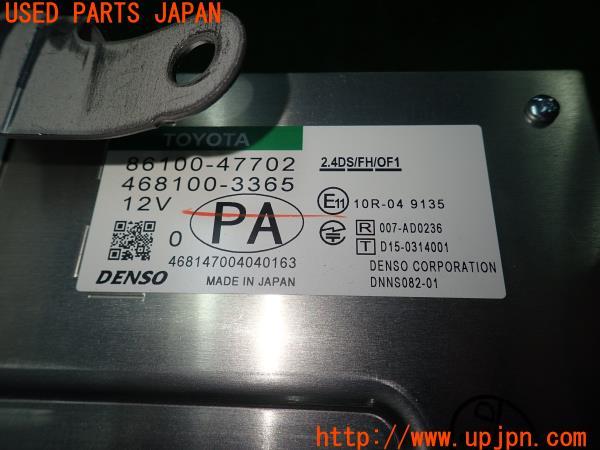 USED PARTS JAPAN
TOYOTA
86100-47702
2.4DS/FH/OF1
468100-3365
12V
E11 10R-04 9135
PA
R 007-AD0236
0
T D15-0314001
468147004040163
DENSO
MADE IN JAPAN
DENSO CORPORATION
DNNS082-01
http://www.upjpn.com